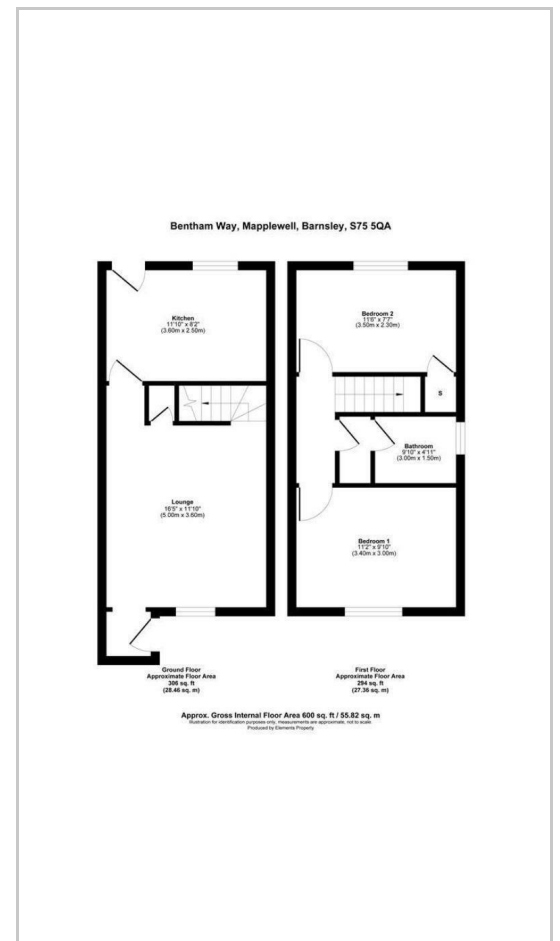 Bentham Way, Mapplewell, Barnsley, S75 5QA
Kitchen
11'10" x 8'2"
(3.60m x 2.50m)
Lounge
16'5" x 11'10"
(5.00m x 3.60m)
Ground Floor
Approximate Floor Area
306 sq. ft
(28.46 sq. m)
Bedroom 2
11'6" x 7'7"
(3.50m x 2.30m)
S
Bathroom
9'10" x 4'11"
(3.00m x 1.50m)
Bedroom 1
11'2" x 9'10"
(3.40m x 3.00m)
First Floor
Approximate Floor Area
294 sq. ft
(27.36 sq. m)
Approx. Gross Internal Floor Area 600 sq. ft / 55.82 sq. m
Illustration for identification purposes only, measurements are approximate, not to scale.
Produced by Elements Property